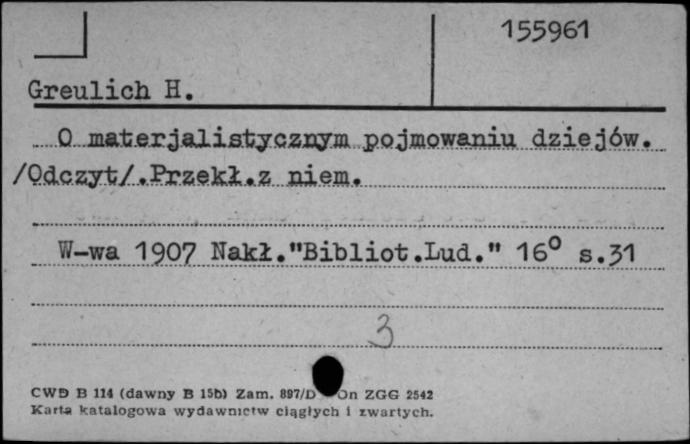 155961
Greulich H.
O materjalistycznym pojmowaniu dziejów.
/Odczyt/.Przekł.z niem.
W-wa 1907 Nakł."Bibliot.Lud." 16º s.31
3
CWD B 114 (dawny B 15b) Zam. 897/D On ZGG 2542
Karta katalogowa wydawnictw ciągłych i zwartych.